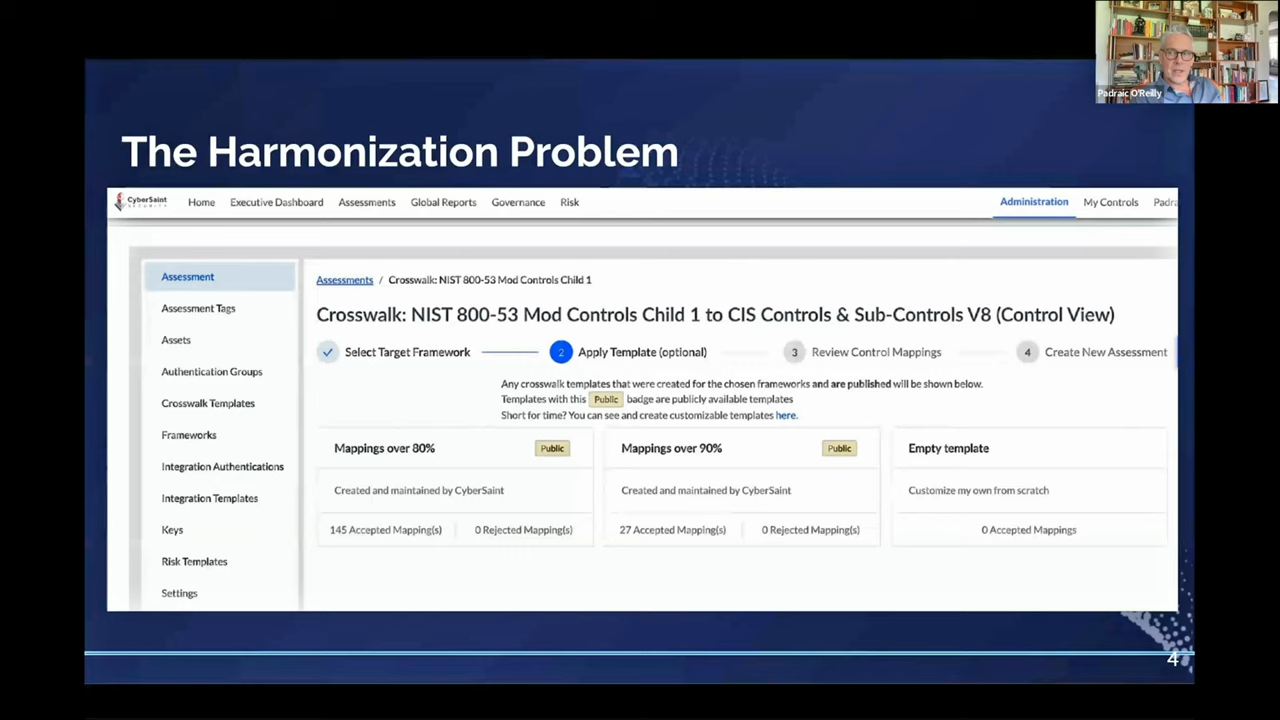 Padraic O'Reilly
The Harmonization Problem
CyberSaint
SECURITY
Home Executive Dashboard Assessments Global Reports Governance Risk Administration My Controls Padra
Assessment
Assessment Tags
Assets
Authentication Groups
Crosswalk Templates
Frameworks
Integration Authentications
Integration Templates
Keys
Risk Templates
Settings
Assessments / Crosswalk: NIST 800-53 Mod Controls Child 1
Crosswalk: NIST 800-53 Mod Controls Child 1 to CIS Controls & Sub-Controls V8 (Control View)
Select Target Framework 2 Apply Template (optional) 3 Review Control Mappings 4 Create New Assessment
Any crosswalk templates that were created for the chosen frameworks and are published will be shown below.
Templates with this Public badge are publicly available templates
Short for time? You can see and create customizable templates here.
Mappings over 80% Public
Created and maintained by CyberSaint
145 Accepted Mapping(s) 0 Rejected Mapping(s)
Mappings over 90% Public
Created and maintained by CyberSaint
27 Accepted Mapping(s) 0 Rejected Mapping(s)
Empty template
Customize my own from scratch
0 Accepted Mappings
4